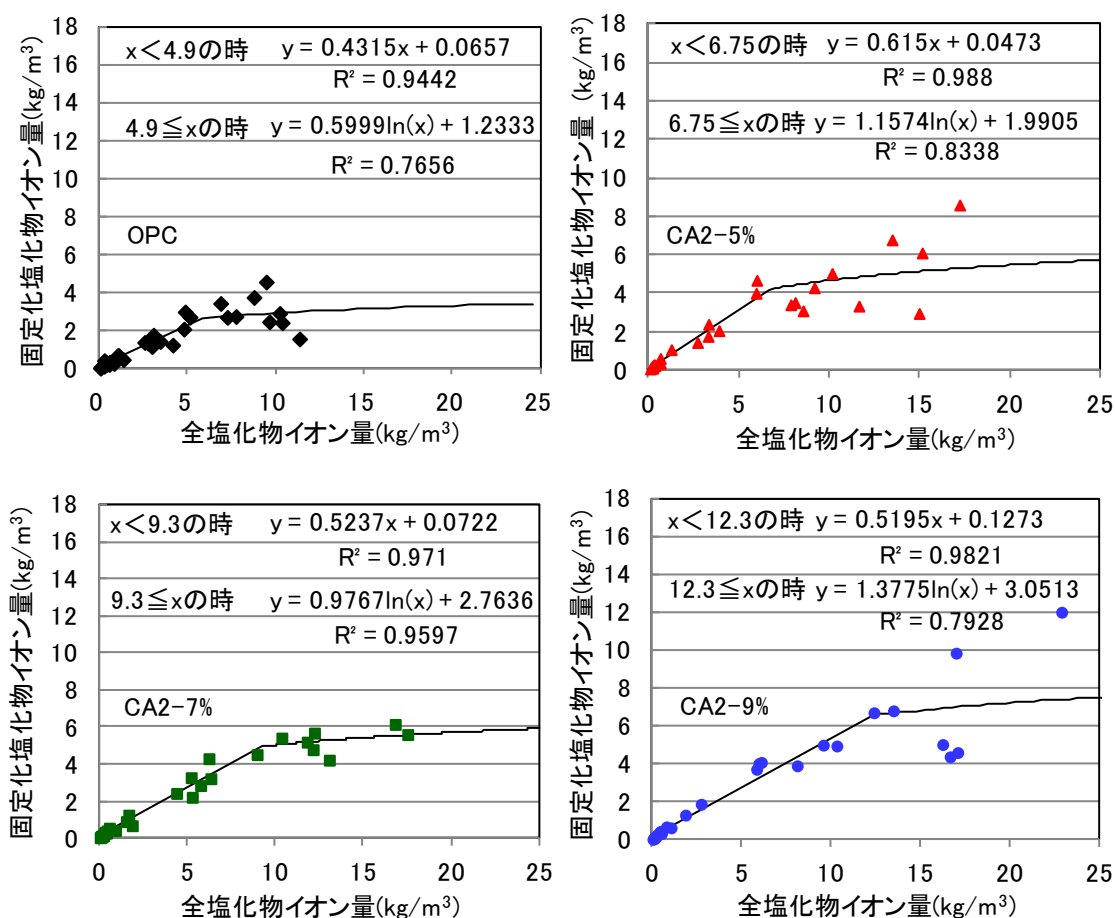 固定化塩化物イオン量(kg/m³)
18
16
14
12
10
8
6
4
2
0
x<4.9の時 y = 0.4315x + 0.0657
R² = 0.9442
4.9≦xの時 y = 0.5999ln(x) + 1.2333
R² = 0.7656
OPC
0 5 10 15 20 25
全塩化物イオン量(kg/m³)
固定化塩化物イオン量 (kg/m³)
18
16
14
12
10
8
6
4
2
0
x<6.75の時 y = 0.615x + 0.0473
R² = 0.988
6.75≦xの時 y = 1.1574ln(x) + 1.9905
R² = 0.8338
CA2-5%
0 5 10 15 20 25
全塩化物イオン量(kg/m³)
固定化塩化物イオン量(kg/m³)
18
16
14
12
10
8
6
4
2
0
x<9.3の時 y = 0.5237x + 0.0722
R² = 0.971
9.3≦xの時 y = 0.9767ln(x) + 2.7636
R² = 0.9597
CA2-7%
0 5 10 15 20 25
全塩化物イオン量(kg/m³)
固定化塩化物イオン量(kg/m³)
18
16
14
12
10
8
6
4
2
0
x<12.3の時 y = 0.5195x + 0.1273
R² = 0.9821
12.3≦xの時 y = 1.3775ln(x) + 3.0513
R² = 0.7928
CA2-9%
0 5 10 15 20 25
全塩化物イオン量(kg/m³)